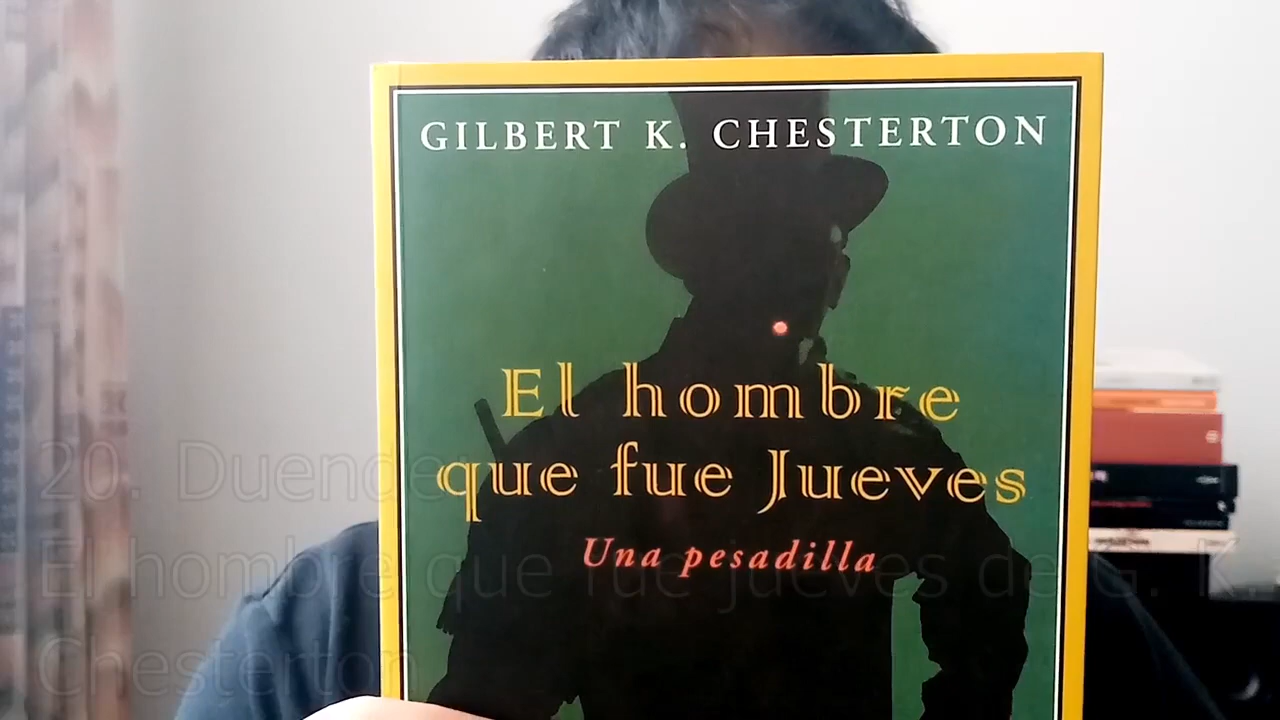 GILBERT K. CHESTERTON
El hombre
que fue Jueves
Una pesadilla
20. Duende
El hombre que fue jueves de G. K.
Chesterton